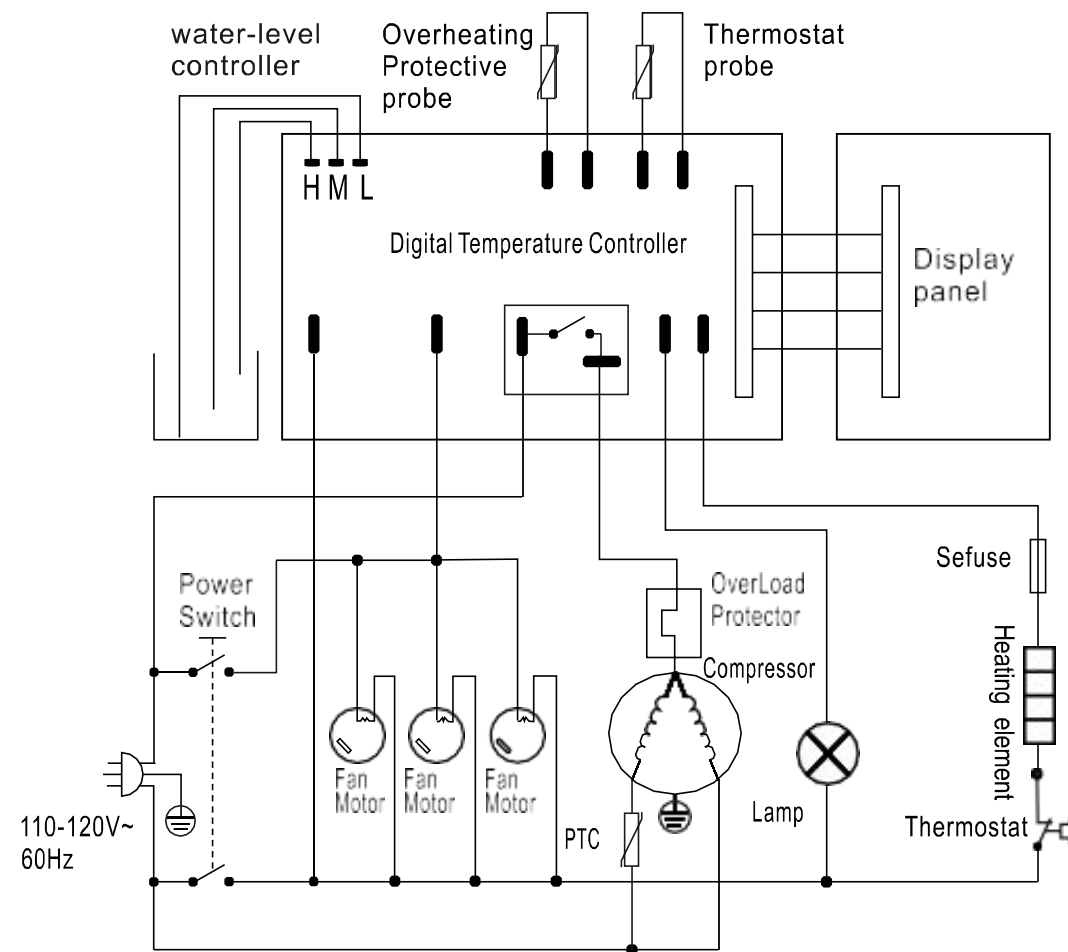 water-level
controller
Overheating
Protective
probe
Thermostat
probe
H M L
Digital Temperature Controller
Display
panel
Sefuse
Power
Switch
OverLoad
Protector
Compressor
Heating element
Fan
Motor
Fan
Motor
Fan
Motor
Lamp
Thermostat
PTC
110-120V~
60Hz